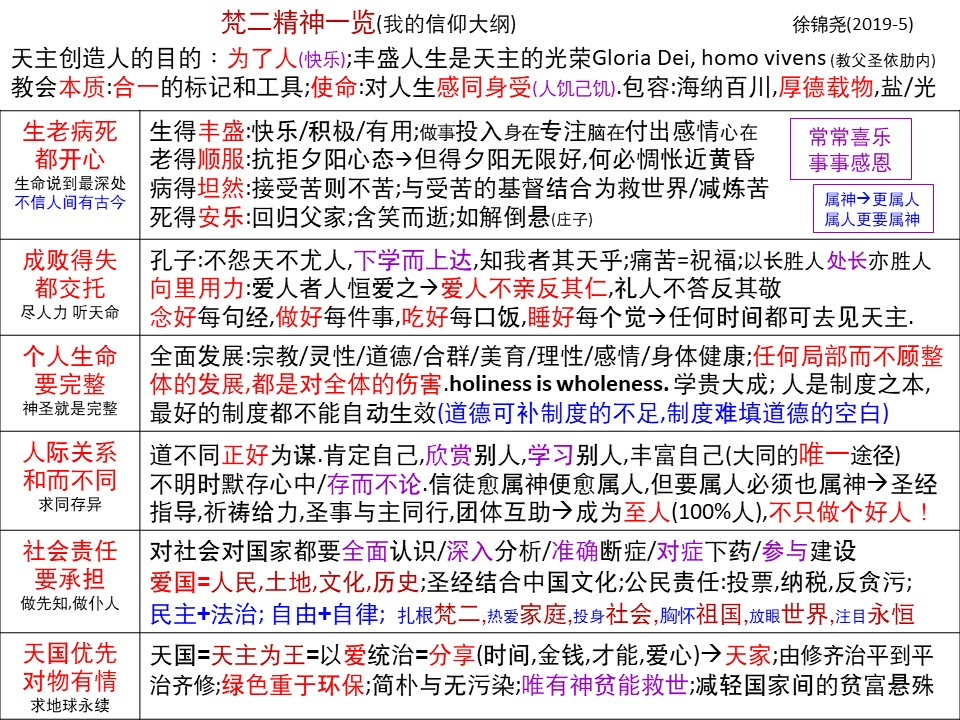 梵二精神一览(我的信仰大纲)
徐锦尧(2019-5)
天主创造人的目的：为了人(快乐);丰盛人生是天主的光荣Gloria Dei, homo vivens (教父圣依肋内)
教会本质:合一的标记和工具;使命:对人生感同身受(人饥己饥).包容:海纳百川,厚德载物,盐/光
生老病死
都开心
生命说到最深处
不信人间有古今
生得丰盛:快乐/积极/有用;做事投入身在专注脑在付出感情心在
老得顺服:抗拒夕阳心态→但得夕阳无限好,何必惆怅近黄昏
病得坦然:接受苦则不苦;与受苦的基督结合为救世界/减炼苦
死得安乐:回归父家;含笑而逝;如解倒悬(庄子)
常常喜乐
事事感恩
属神→更属人
属人更要属神
成败得失
都交托
尽人力 听天命
孔子:不怨天不尤人,下学而上达,知我者其天乎;痛苦=祝福;以长胜人处长亦胜人
向里用力:爱人者人恒爱之→爱人不亲反其仁,礼人不答反其敬
念好每句经,做好每件事,吃好每口饭,睡好每个觉→任何时间都可去见天主.
个人生命
要完整
神圣就是完整
全面发展:宗教/灵性/道德/合群/美育/理性/感情/身体健康;任何局部而不顾整
体的发展,都是对全体的伤害.holiness is wholeness. 学贵大成; 人是制度之本,
最好的制度都不能自动生效(道德可补制度的不足,制度难填道德的空白)
人际关系
和而不同
求同存异
道不同正好为谋.肯定自己,欣赏别人,学习别人,丰富自己(大同的唯一途径)
不明时默存心中/存而不论.信徒愈属神便愈属人,但要属人必须也属神→圣经
指导,祈祷给力,圣事与主同行,团体互助→成为至人(100%人),不只做个好人！
社会责任
要承担
做先知,做仆人
对社会对国家都要全面认识/深入分析/准确断症/对症下药/参与建设
爱国=人民,土地,文化,历史;圣经结合中国文化;公民责任:投票,纳税,反贪污;
民主+法治; 自由+自律; 扎根梵二,热爱家庭,投身社会,胸怀祖国,放眼世界,注目永恒
天国优先
对物有情
求地球永续
天国=天主为王=以爱统治=分享(时间,金钱,才能,爱心)→天家;由修齐治平到平
治齐修;绿色重于环保;简朴与无污染;唯有神贫能救世;减轻国家间的贫富悬殊